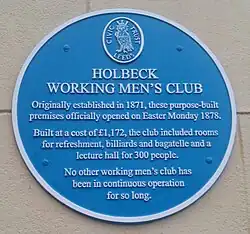 CIVIC TRUST
LEEDS
HOLBECK
WORKING MEN'S CLUB
Originally established in 1871, these purpose-built
premises officially opened on Easter Monday 1878.
Built at a cost of £1,172, the club included rooms
for refreshment, billiards and bagatelle and a
lecture hall for 300 people.
No other working men's club has
been in continuous operation
for so long.